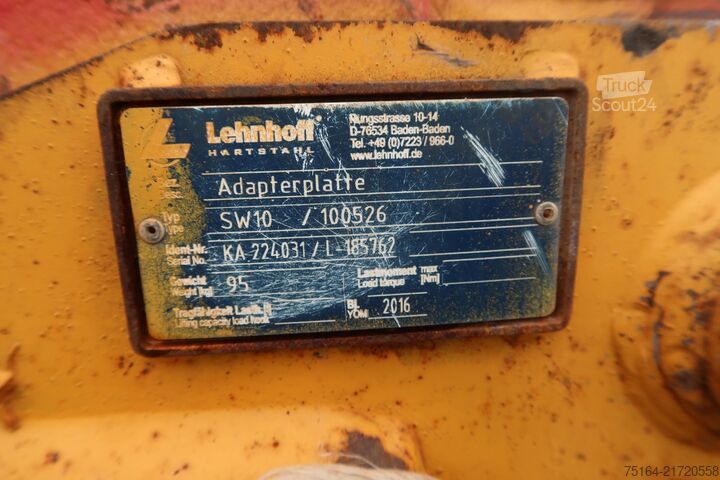 Truck
Scout24
Lehnhoff
HARTSTAHL
Rungsstrasse 10-14
D-76534 Baden-Baden
Tel. +49 (0)7223 / 966-0
www.lehnhoff.de
Adapterplatte
Typ
Type
SW10 / 100526
Ident-Nr.
Serial No.
KA 224031 / L-185762
Gewicht
Weight [kg]
95
Lastmoment max
Load torque [Nm]
Tragfähigkeit Lasth.
Lifting capacity load hook
BJ.
YOM
2016
75164-21720558